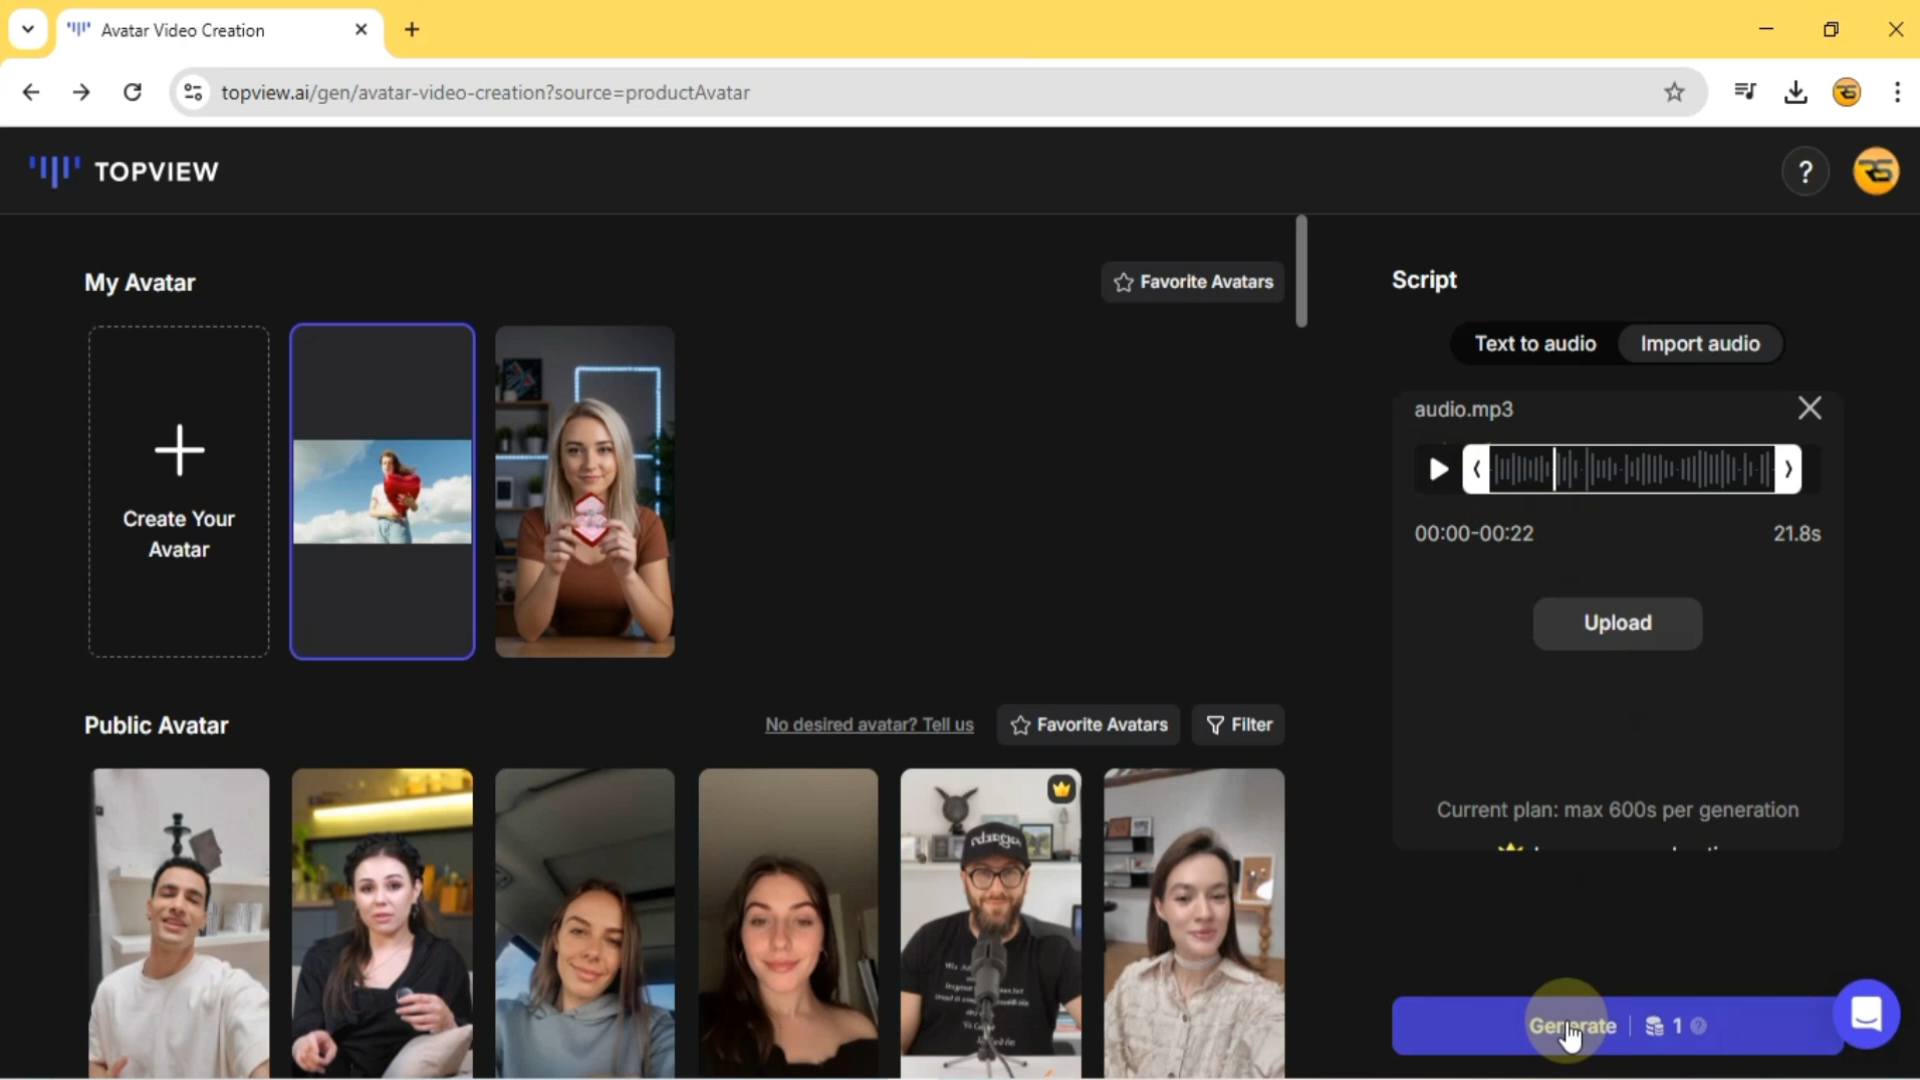 Avatar Video Creation
topview.ai/gen/avatar-video-creation?source=productAvatar
TOPVIEW
?
My Avatar
Favorite Avatars
Create Your
Avatar
Script
Text to audio
Import audio
audio.mp3
00:00-00:22
21.8s
Upload
Current plan: max 600s per generation
Public Avatar
No desired avatar? Tell us
Favorite Avatars
Filter
Generate
1